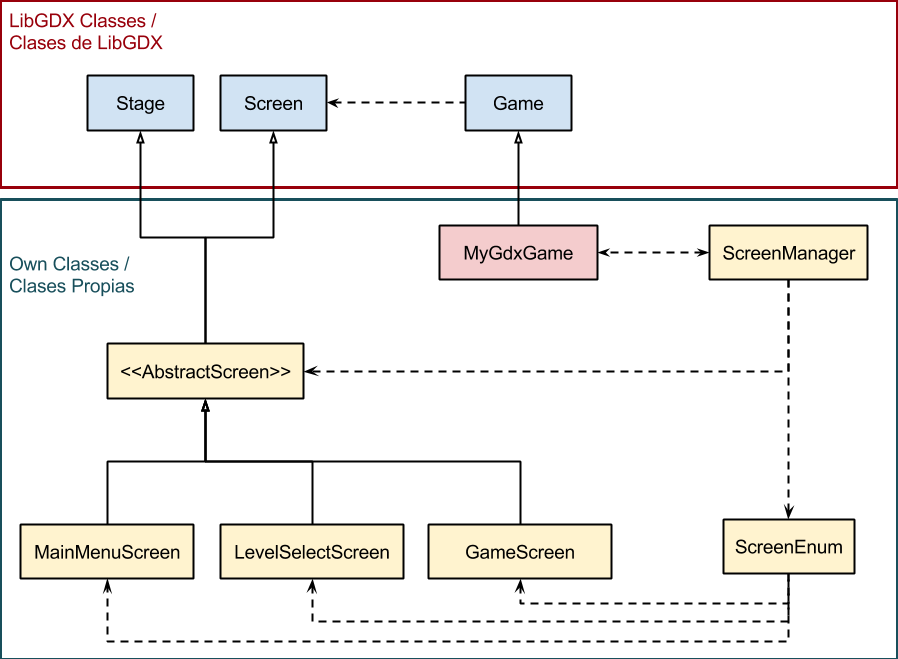 LibGDX Classes /
Clases de LibGDX
Stage
Screen
Game
Own Classes /
Clases Propias
MyGdxGame
ScreenManager
<<AbstractScreen>>
MainMenuScreen
LevelSelectScreen
GameScreen
ScreenEnum